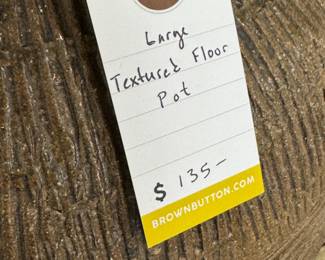 Large
Textured Floor
Pot
$ 135-
BROWNBUTTON.COM